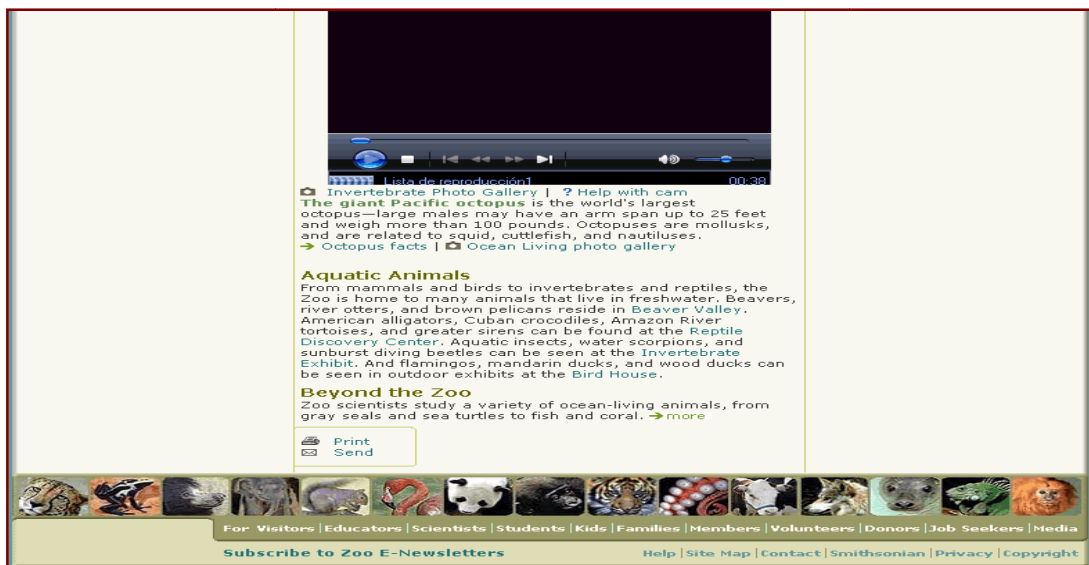 Lista de reproducción1 00:38
Invertebrate Photo Gallery | ? Help with cam
The giant Pacific octopus is the world's largest
octopus—large males may have an arm span up to 25 feet
and weigh more than 100 pounds. Octopuses are mollusks,
and are related to squid, cuttlefish, and nautiluses.
→ Octopus facts | Ocean Living photo gallery
Aquatic Animals
From mammals and birds to invertebrates and reptiles, the
Zoo is home to many animals that live in freshwater. Beavers,
river otters, and brown pelicans reside in Beaver Valley.
American alligators, Cuban crocodiles, Amazon River
tortoises, and greater sirens can be found at the Reptile
Discovery Center. Aquatic insects, water scorpions, and
sunburst diving beetles can be seen at the Invertebrate
Exhibit. And flamingos, mandarin ducks, and wood ducks can
be seen in outdoor exhibits at the Bird House.
Beyond the Zoo
Zoo scientists study a variety of ocean-living animals, from
gray seals and sea turtles to fish and coral. → more
Print
Send
For Visitors | Educators | Scientists | Students | Kids | Families | Members | Volunteers | Donors | Job Seekers | Media
Subscribe to Zoo E-Newsletters Help | Site Map | Contact | Smithsonian | Privacy | Copyright